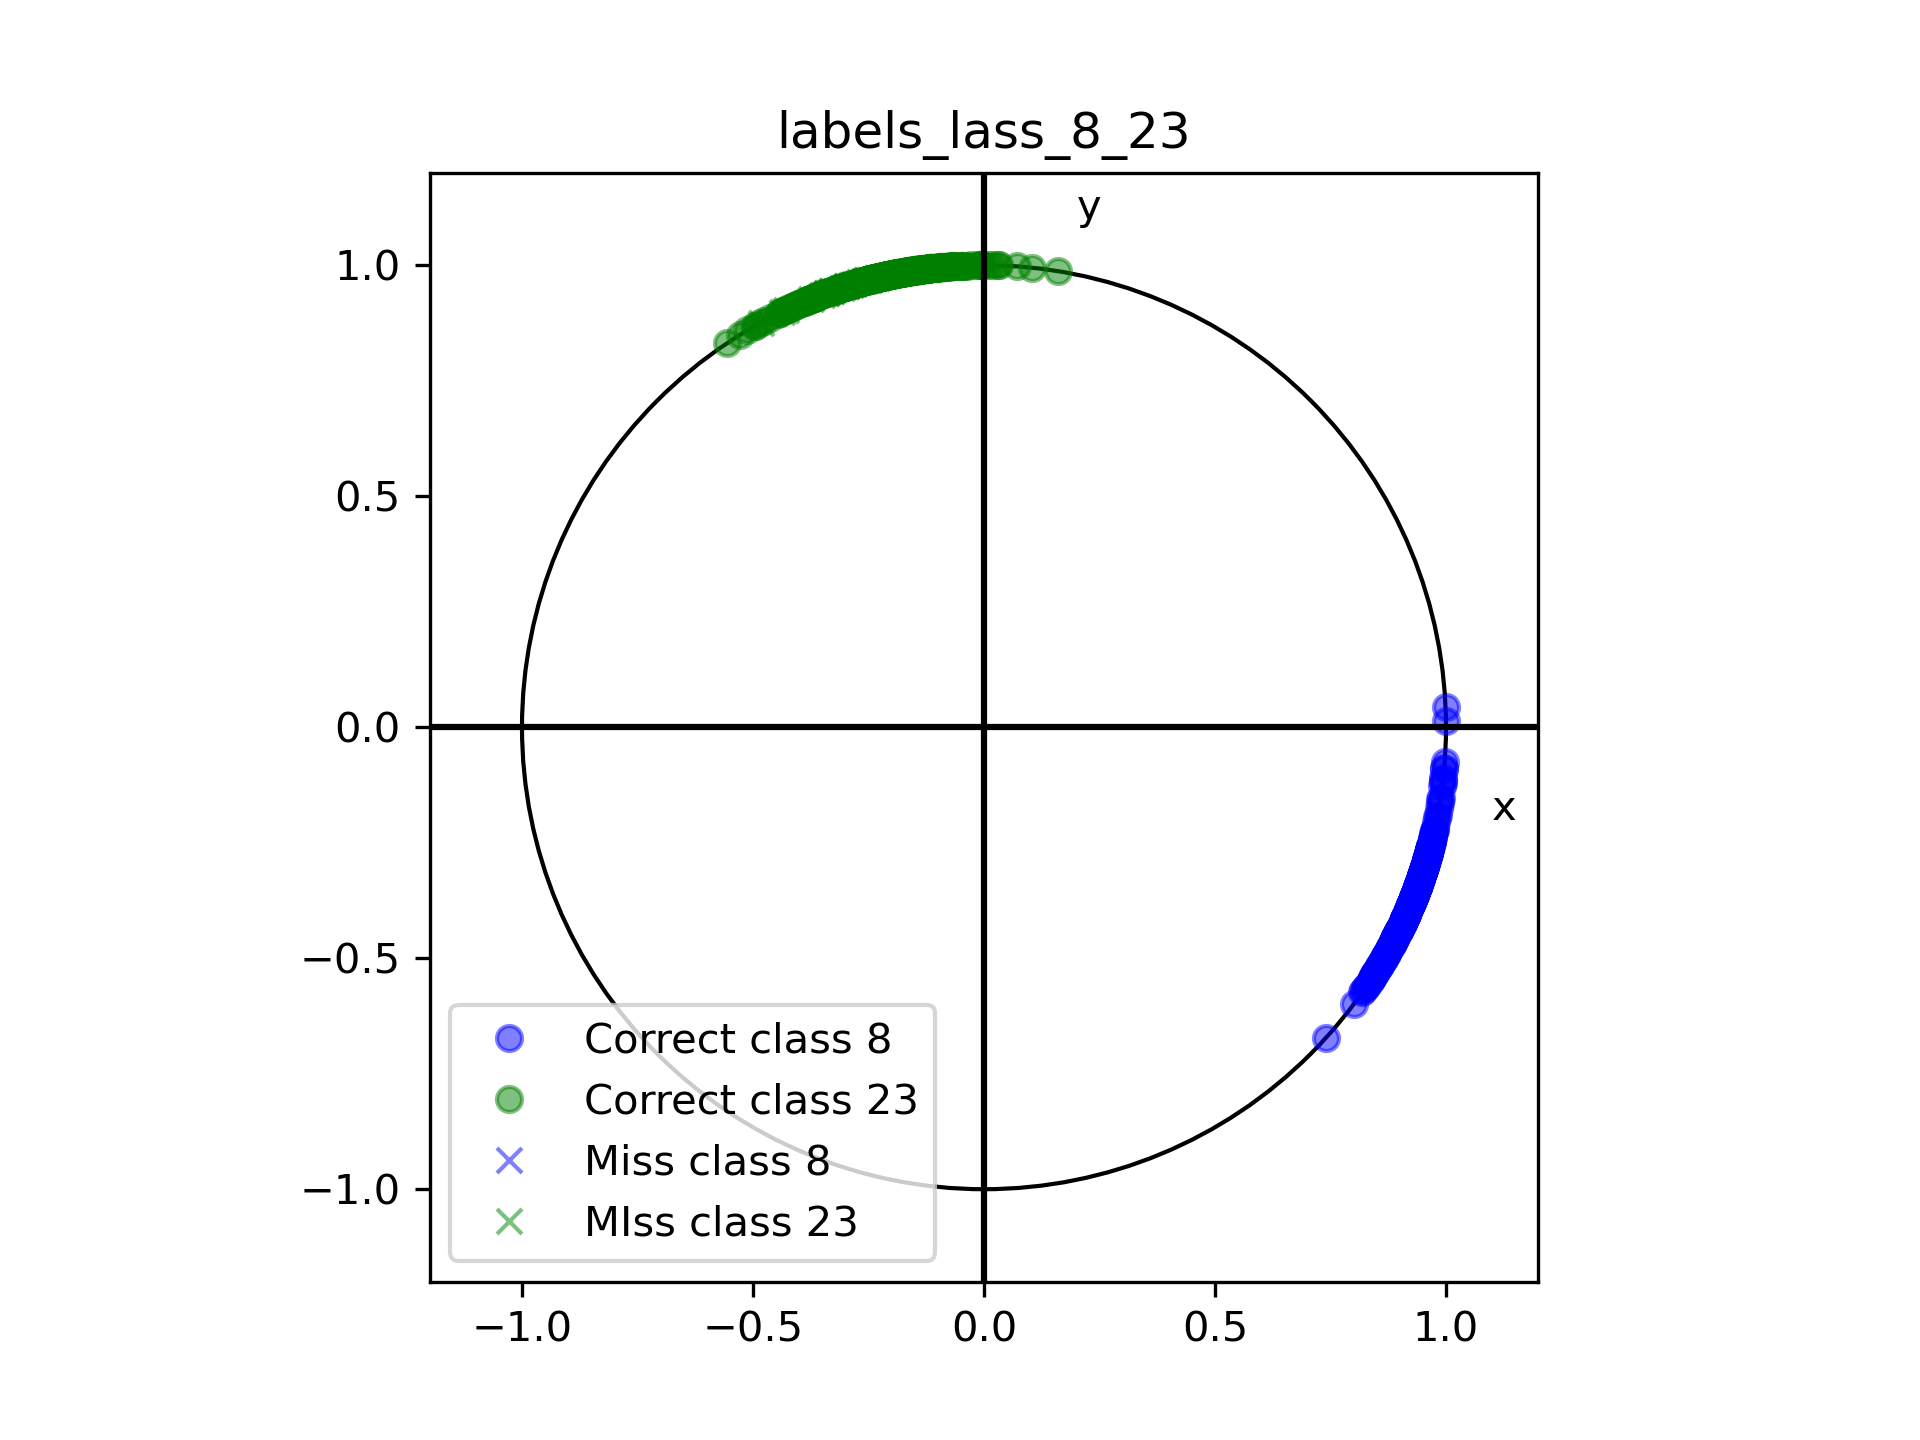 labels_lass_8_23
y
1.0
0.5
0.0
−0.5
−1.0
x
Correct class 8
Correct class 23
Miss class 8
MIss class 23
−1.0 −0.5 0.0 0.5 1.0